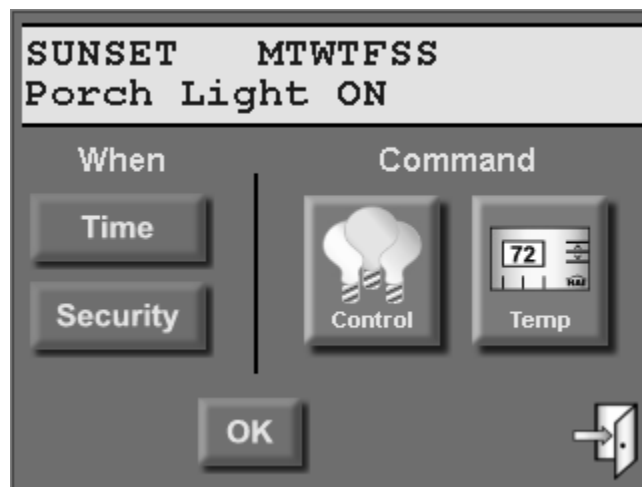 SUNSET MTWTFSS
Porch Light ON
When Command
Time
Security
72
Control Temp
OK